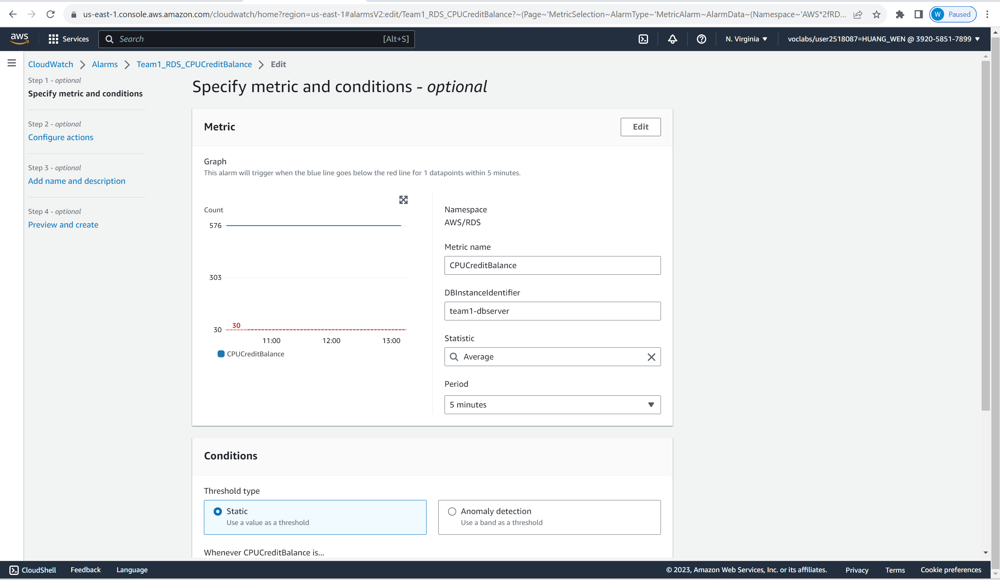 us-east-1.console.aws.amazon.com/cloudwatch/home?region=us-east-1#alarmsV2:edit/Team1_RDS_CPUCreditBalance?~(Page~'MetricSelection~AlarmType~'MetricAlarm~AlarmData~(Namespace~'AWS*2fRD...
W Paused
aws
Services
Search
[Alt+S]
N. Virginia
voclabs/user2518087=HUANG_WEN @ 3920-5851-7899
CloudWatch
Alarms
Team1_RDS_CPUCreditBalance
Edit
Step 1 - optional
Specify metric and conditions
Step 2 - optional
Configure actions
Step 3 - optional
Add name and description
Step 4 - optional
Preview and create
Specify metric and conditions - optional
Metric
Edit
Graph
This alarm will trigger when the blue line goes below the red line for 1 datapoints within 5 minutes.
Count
576
303
30
30
11:00
12:00
13:00
CPUCreditBalance
Namespace
AWS/RDS
Metric name
CPUCreditBalance
DBInstanceIdentifier
team1-dbserver
Statistic
Average
Period
5 minutes
Conditions
Threshold type
Static
Use a value as a threshold
Anomaly detection
Use a band as a threshold
Whenever CPUCreditBalance is...
CloudShell
Feedback
Language
© 2023, Amazon Web Services, Inc. or its affiliates.
Privacy
Terms
Cookie preferences